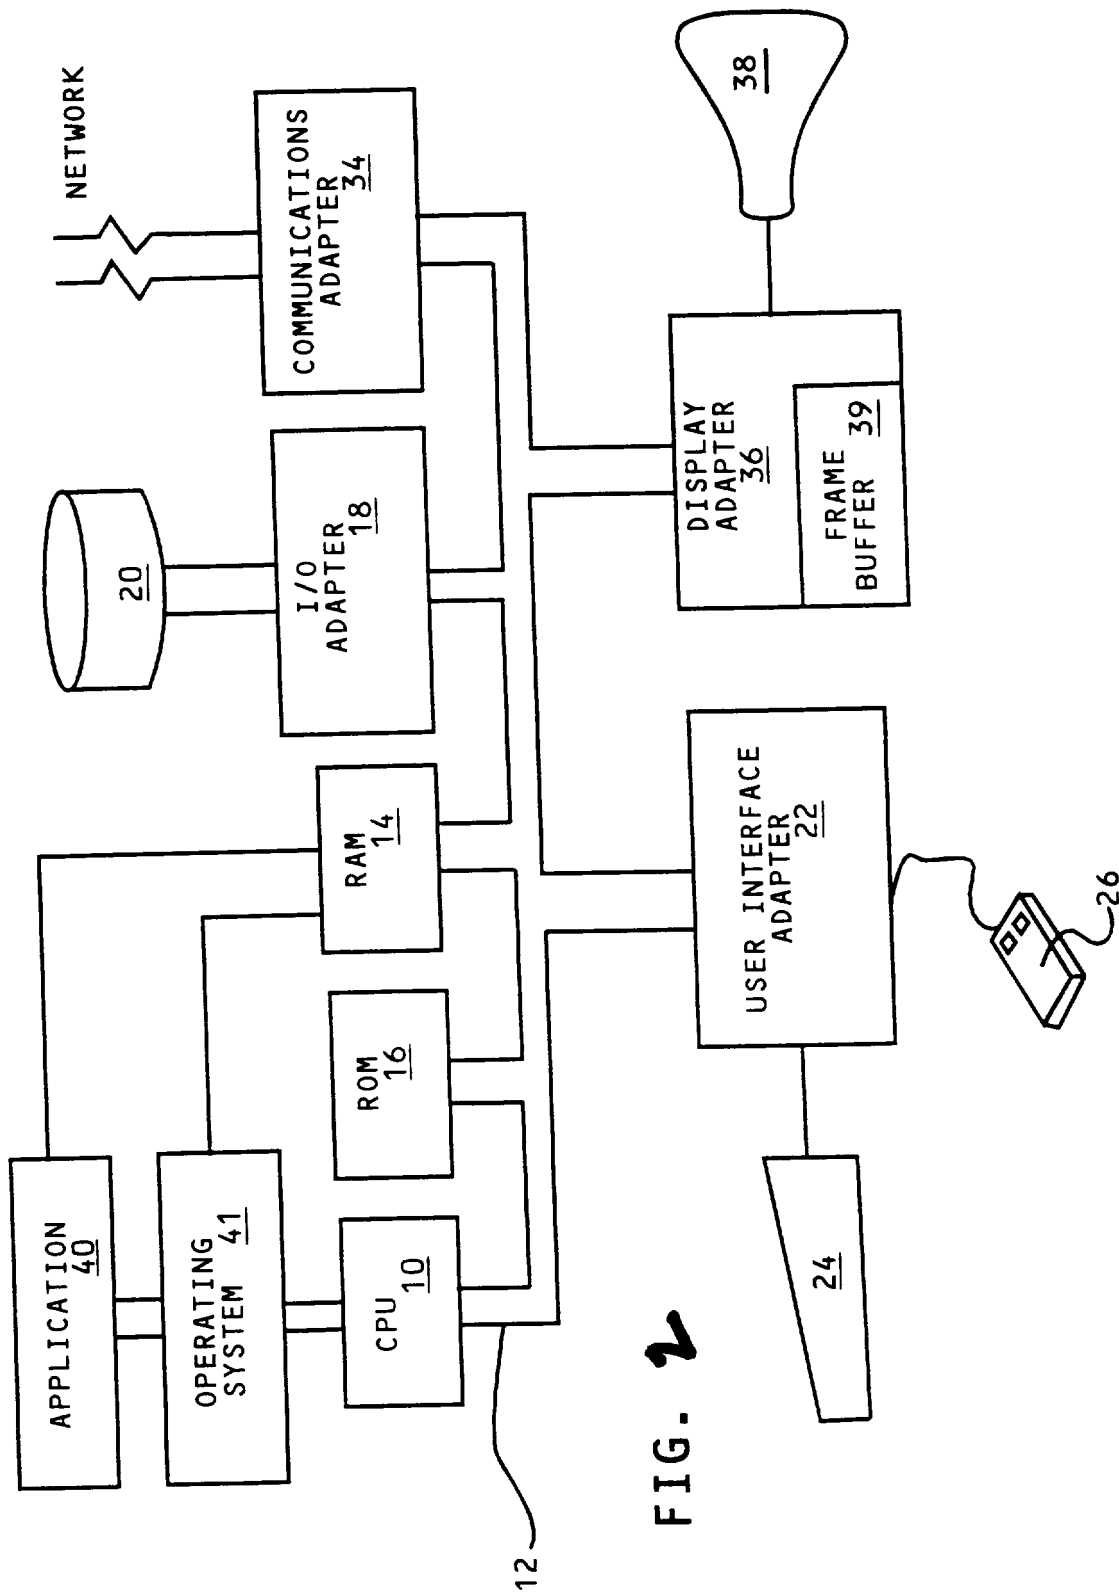 NETWORK
APPLICATION
40
OPERATING
SYSTEM 41
CPU
10
ROM
16
RAM
14
20
I/O
ADAPTER
18
COMMUNICATIONS
ADAPTER
34
12
USER INTERFACE
ADAPTER
22
24
26
DISPLAY
ADAPTER
36
FRAME
BUFFER 39
38
FIG. 2